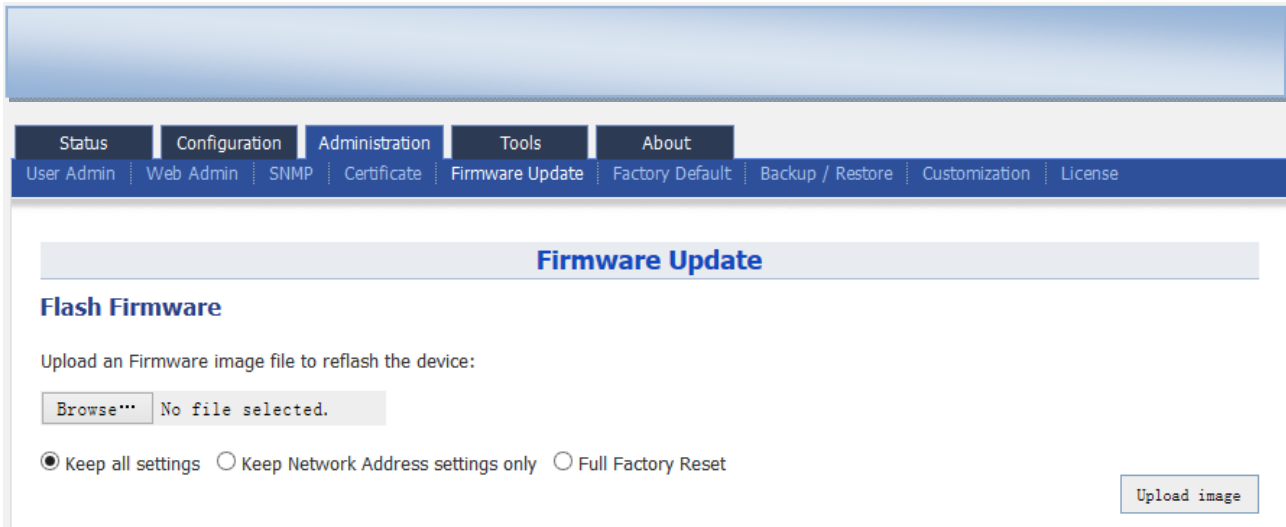 Status Configuration Administration Tools About
User Admin Web Admin SNMP Certificate Firmware Update Factory Default Backup / Restore Customization License
Firmware Update
Flash Firmware
Upload an Firmware image file to reflash the device:
Browse… No file selected.
Keep all settings Keep Network Address settings only Full Factory Reset
Upload image